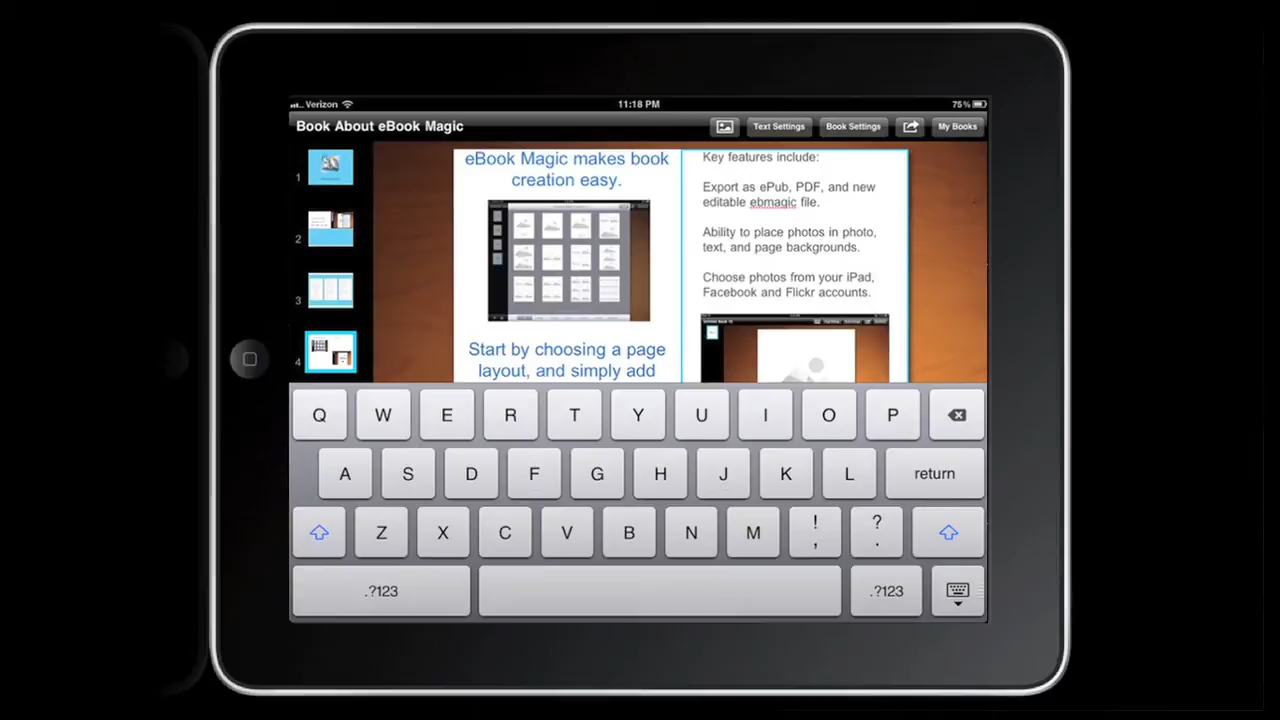 Verizon
11:18 PM
75%
Book About eBook Magic
Text Settings
Book Settings
My Books
1
2
3
4
eBook Magic makes book
creation easy.
Start by choosing a page
layout, and simply add
Key features include:
Export as ePub, PDF, and new
editable ebmagic file.
Ability to place photos in photo,
text, and page backgrounds.
Choose photos from your iPad,
Facebook and Flickr accounts.
Q W E R T Y U I O P
A S D F G H J K L return
Z X C V B N M ! , ? .
.?123 .?123